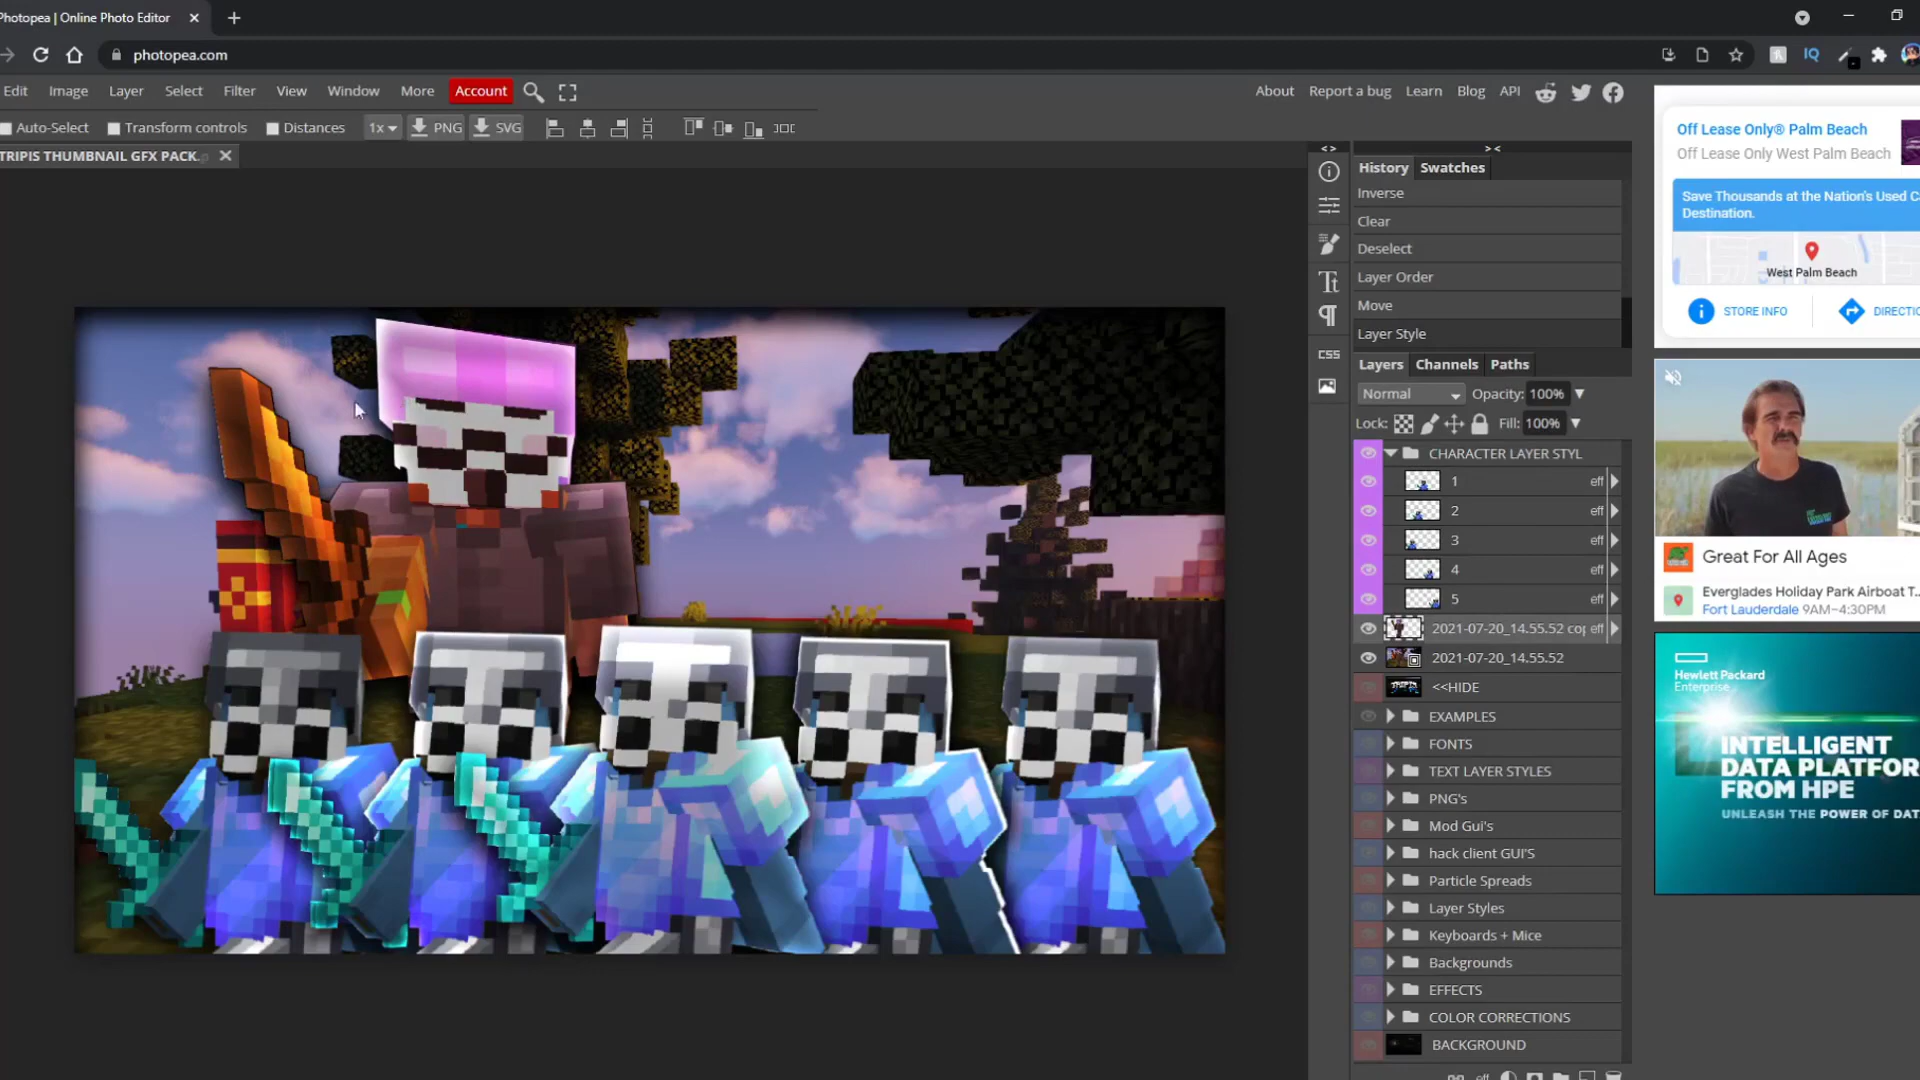 Photopea | Online Photo Editor
photopea.com
IQ
Edit Image Layer Select Filter View Window More Account
About Report a bug Learn Blog API
Auto-Select Transform controls Distances 1x PNG SVG
TRIPIS THUMBNAIL GFX PACK.p
History Swatches
Inverse
Clear
Deselect
Layer Order
Move
Layer Style
CSS
Layers Channels Paths
Normal Opacity: 100%
Lock: Fill: 100%
CHARACTER LAYER STYL
1 eff
2 eff
3 eff
4 eff
5 eff
2021-07-20_14.55.52 cop eff
2021-07-20_14.55.52
<<HIDE
EXAMPLES
FONTS
TEXT LAYER STYLES
PNG's
Mod Gui's
hack client GUI'S
Particle Spreads
Layer Styles
Keyboards + Mice
Backgrounds
EFFECTS
COLOR CORRECTIONS
BACKGROUND
eff
Off Lease Only® Palm Beach
Off Lease Only West Palm Beach
Save Thousands at the Nation's Used Ca
Destination.
West Palm Beach
STORE INFO
DIRECTIO
Great For All Ages
Everglades Holiday Park Airboat T...
Fort Lauderdale 9AM–4:30PM
Hewlett Packard
Enterprise
INTELLIGENT
DATA PLATFOR
FROM HPE
UNLEASH THE POWER OF DAT